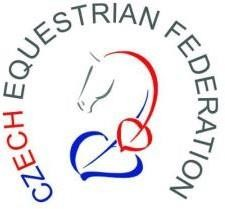 CZECH EQUESTRIAN FEDERATION